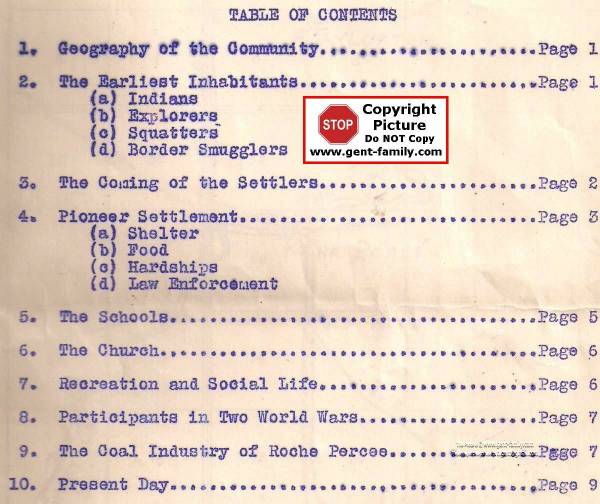 TABLE OF CONTENTS
1. Geography of the Community........................Page 1
2. The Earliest Inhabitants..........................Page 1
(a) Indians
(b) Explorers
(c) Squatters
(d) Border Smugglers
STOP
Copyright
Picture
Do NOT Copy
www.gent-family.com
3. The Coming of the Settlers........................Page 2
4. Pioneer Settlement................................Page 3
(a) Shelter
(b) Food
(c) Hardships
(d) Law Enforcement
5. The Schools.......................................Page 5
6. The Church........................................Page 6
7. Recreation and Social Life........................Page 6
8. Participants in Two World Wars....................Page 7
9. The Coal Industry of Roche Percee.................Page 7
10. Present Day......................................Page 9